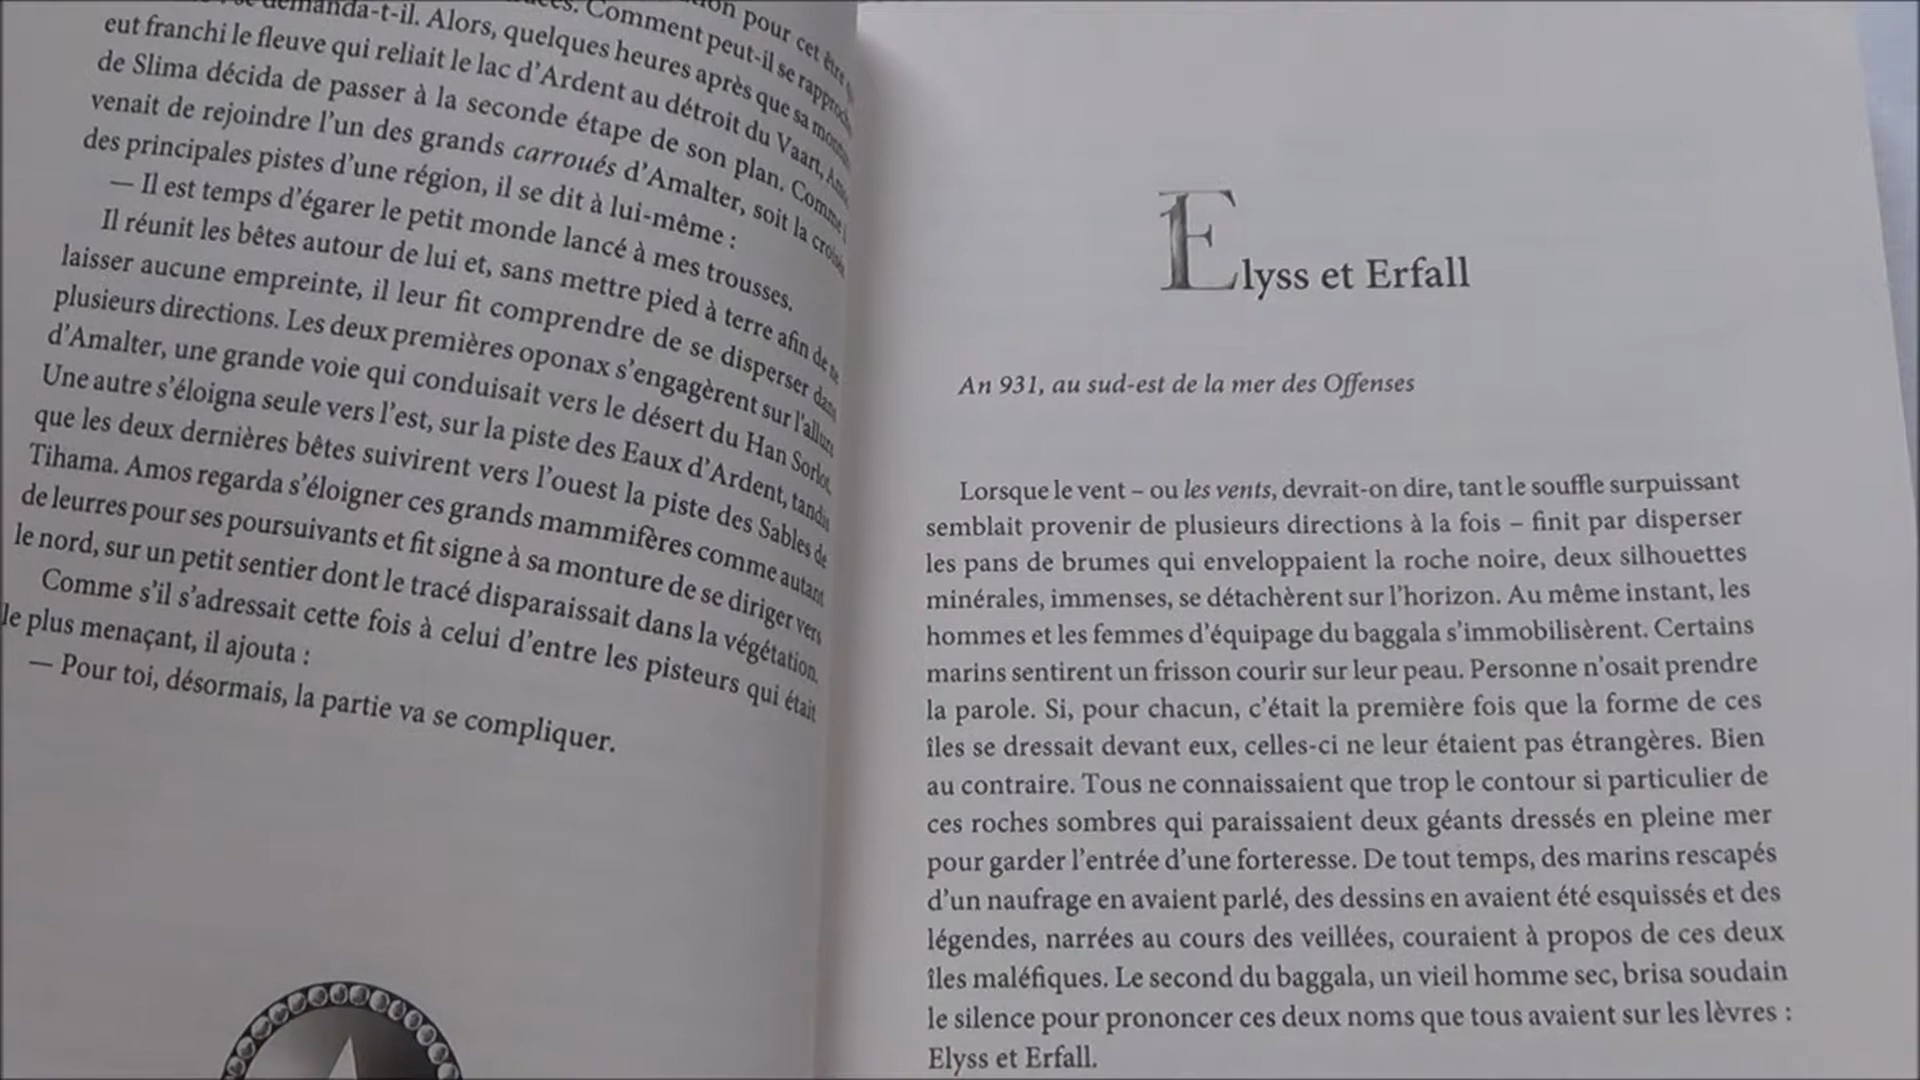 tion pour cet être
Comment peut-il se rapproch
se demanda-t-il. Alors, quelques heures après que sa montu
eut franchi le fleuve qui reliait le lac d'Ardent au détroit du Vaart, Amo
de Slima décida de passer à la seconde étape de son plan. Comme i
venait de rejoindre l'un des grands carroués d'Amalter, soit la croisée
des principales pistes d'une région, il se dit à lui-même :
— Il est temps d'égarer le petit monde lancé à mes trousses.
Il réunit les bêtes autour de lui et, sans mettre pied à terre afin de ne
laisser aucune empreinte, il leur fit comprendre de se disperser dans
plusieurs directions. Les deux premières oponax s'engagèrent sur l'allure
d'Amalter, une grande voie qui conduisait vers le désert du Han Sorlot.
Une autre s'éloigna seule vers l'est, sur la piste des Eaux d'Ardent, tandis
que les deux dernières bêtes suivirent vers l'ouest la piste des Sables de
Tihama. Amos regarda s'éloigner ces grands mammifères comme autant
de leurres pour ses poursuivants et fit signe à sa monture de se diriger vers
le nord, sur un petit sentier dont le tracé disparaissait dans la végétation.
Comme s'il s'adressait cette fois à celui d'entre les pisteurs qui était
le plus menaçant, il ajouta :
— Pour toi, désormais, la partie va se compliquer.
Elyss et Erfall
An 931, au sud-est de la mer des Offenses
Lorsque le vent – ou les vents, devrait-on dire, tant le souffle surpuissant
semblait provenir de plusieurs directions à la fois – finit par disperser
les pans de brumes qui enveloppaient la roche noire, deux silhouettes
minérales, immenses, se détachèrent sur l'horizon. Au même instant, les
hommes et les femmes d'équipage du baggala s'immobilisèrent. Certains
marins sentirent un frisson courir sur leur peau. Personne n'osait prendre
la parole. Si, pour chacun, c'était la première fois que la forme de ces
îles se dressait devant eux, celles-ci ne leur étaient pas étrangères. Bien
au contraire. Tous ne connaissaient que trop le contour si particulier de
ces roches sombres qui paraissaient deux géants dressés en pleine mer
pour garder l'entrée d'une forteresse. De tout temps, des marins rescapés
d'un naufrage en avaient parlé, des dessins en avaient été esquissés et des
légendes, narrées au cours des veillées, couraient à propos de ces deux
îles maléfiques. Le second du baggala, un vieil homme sec, brisa soudain
le silence pour prononcer ces deux noms que tous avaient sur les lèvres :
Elyss et Erfall.